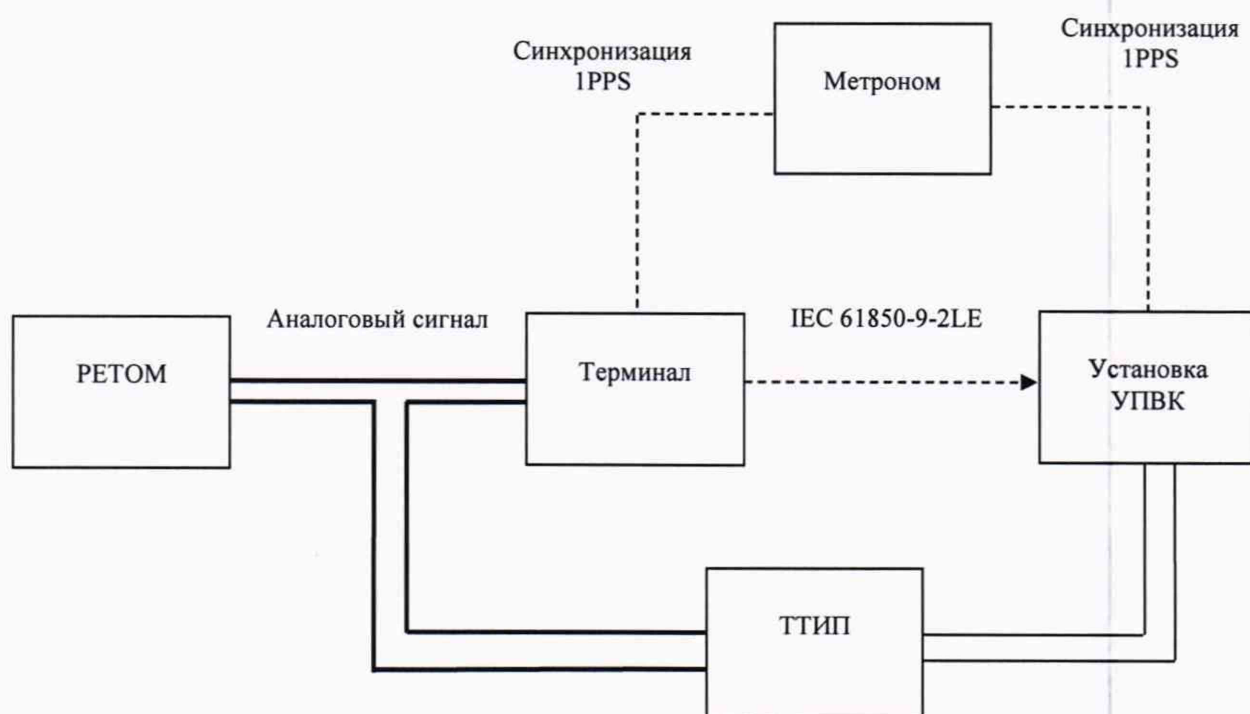 Синхронизация
1PPS
Синхронизация
1PPS
Метроном
Аналоговый сигнал
IEC 61850-9-2LE
РЕТОМ
Терминал
Установка
УПВК
ТТИП